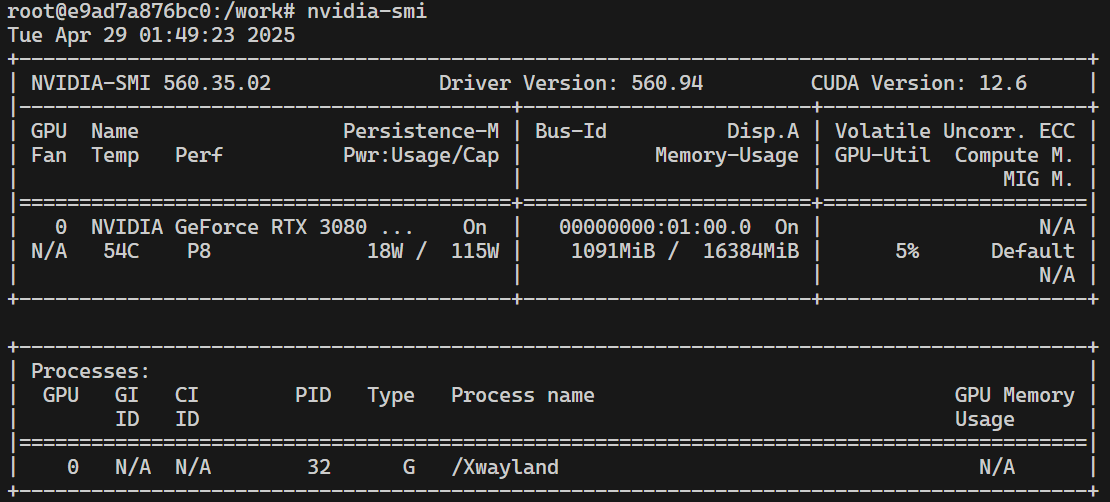 root@e9ad7a876bc0:/work# nvidia-smi
Tue Apr 29 01:49:23 2025
+-----------------------------------------------------------------------------------------+
| NVIDIA-SMI 560.35.02              Driver Version: 560.94         CUDA Version: 12.6     |
|-----------------------------------------+------------------------+----------------------+
| GPU  Name                 Persistence-M | Bus-Id          Disp.A | Volatile Uncorr. ECC |
| Fan  Temp   Perf          Pwr:Usage/Cap |           Memory-Usage | GPU-Util  Compute M. |
|                                         |                        |               MIG M. |
|=========================================+========================+======================|
|   0  NVIDIA GeForce RTX 3080 ...    On  |   00000000:01:00.0  On |                  N/A |
| N/A   54C    P8             18W /  115W |    1091MiB /  16384MiB |      5%      Default |
|                                         |                        |                  N/A |
+-----------------------------------------+------------------------+----------------------+

+-----------------------------------------------------------------------------------------+
| Processes:                                                                              |
|  GPU   GI   CI        PID   Type   Process name                              GPU Memory |
|        ID   ID                                                               Usage      |
|=========================================================================================|
|    0   N/A  N/A        32      G   /Xwayland                                   N/A      |
+-----------------------------------------------------------------------------------------+